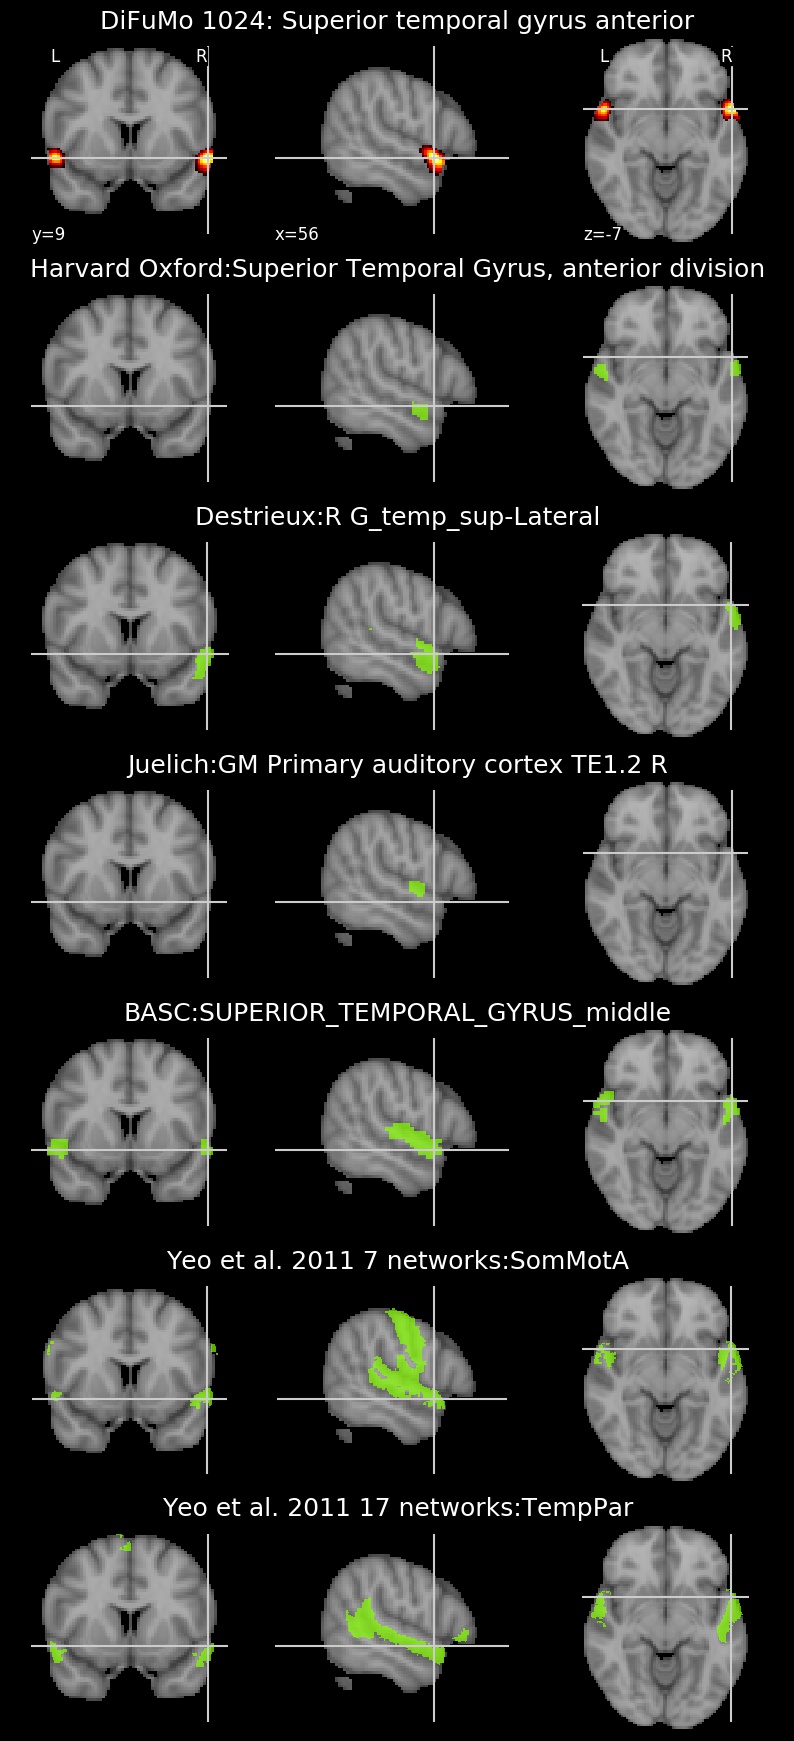 DiFuMo 1024: Superior temporal gyrus anterior
L R L R
y=9 x=56 z=-7
Harvard Oxford:Superior Temporal Gyrus, anterior division
Destrieux:R G_temp_sup-Lateral
Juelich:GM Primary auditory cortex TE1.2 R
BASC:SUPERIOR_TEMPORAL_GYRUS_middle
Yeo et al. 2011 7 networks:SomMotA
Yeo et al. 2011 17 networks:TempPar